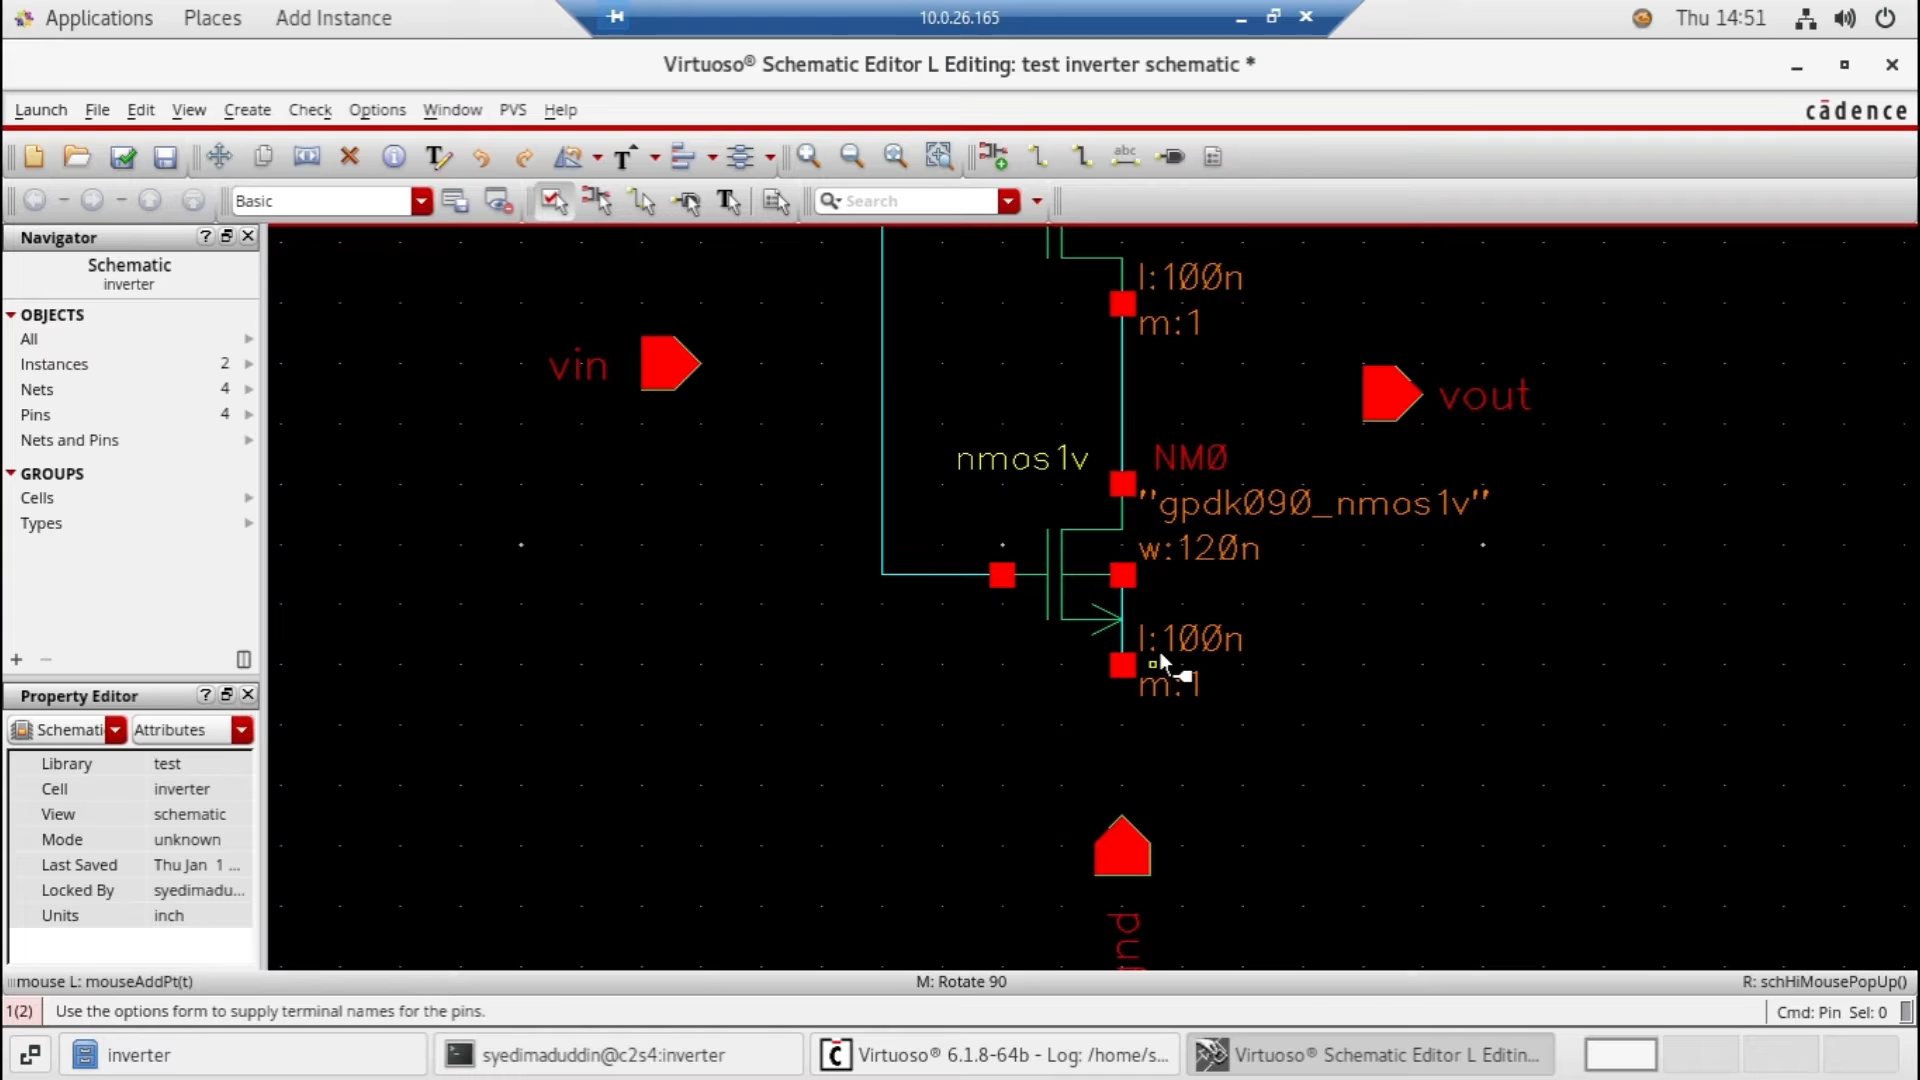 Applications Places Add Instance
10.0.26.165
Thu 14:51
Virtuoso® Schematic Editor L Editing: test inverter schematic *
Launch File Edit View Create Check Options Window PVS Help
cādence
abc
Basic
Search
Navigator
Schematic
inverter
OBJECTS
All
Instances 2
Nets 4
Pins 4
Nets and Pins
GROUPS
Cells
Types
Property Editor
Schemati Attributes
Library test
Cell inverter
View schematic
Mode unknown
Last Saved Thu Jan 1 ...
Locked By syedimadu...
Units inch
l:100n
m:1
vin
vout
nmos1v
NM0
"gpdk090_nmos1v"
w:120n
l:100n
m:1
gnd
mouse L: mouseAddPt(t)
M: Rotate 90
R: schHiMousePopUp()
1(2) Use the options form to supply terminal names for the pins.
Cmd: Pin Sel: 0
inverter
syedimaduddin@c2s4:inverter
Virtuoso® 6.1.8-64b - Log: /home/s...
Virtuoso® Schematic Editor L Editin...